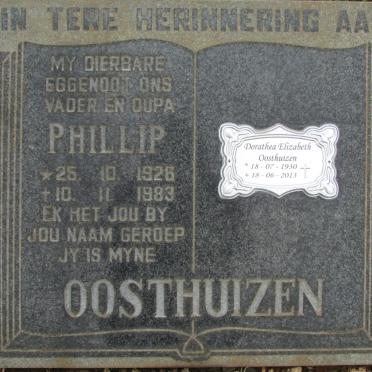 IN TERE HERINNERING AA
MY DIERBARE
EGGENOOT ONS
VADER EN OUPA
PHILLIP
★25. 10. 1926
+10. 11. 1983
EK HET JOU BY
JOU NAAM GEROEP
JY IS MYNE
Dorathea Elizabeth
Oosthuizen
* 18 - 07 - 1930
+ 18 - 06 - 2013
OOSTHUIZEN